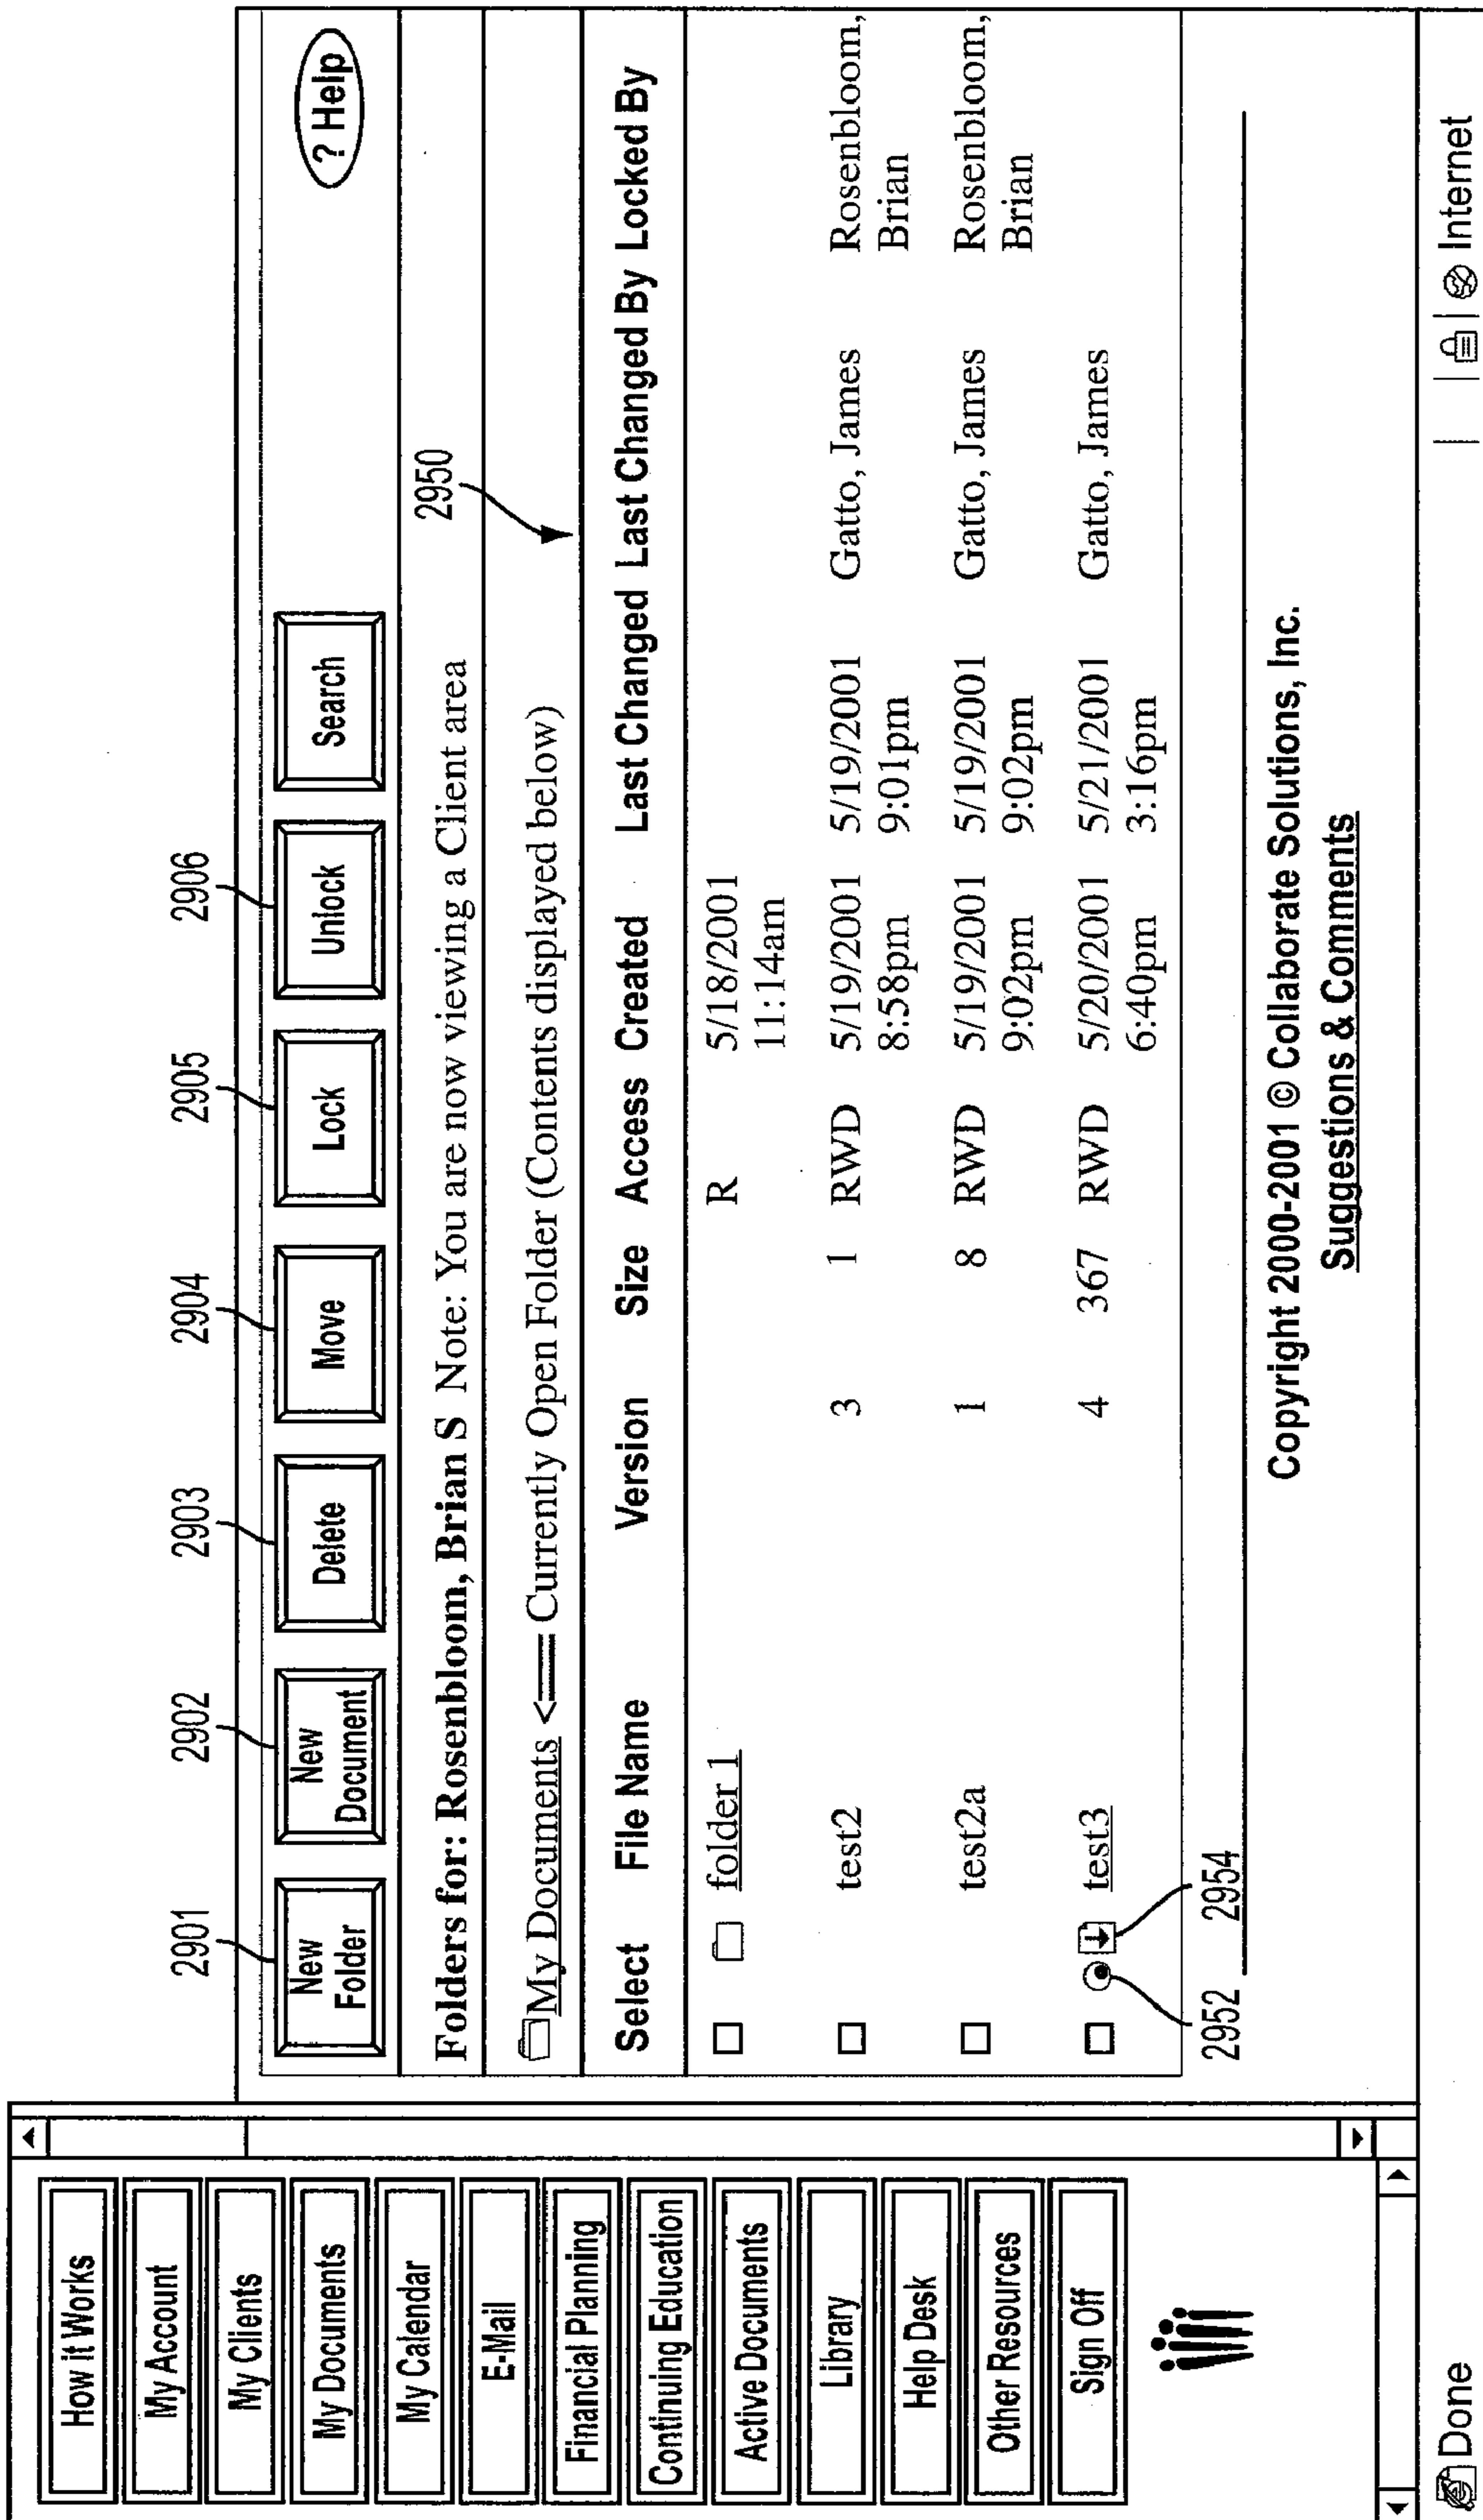 How it Works
My Account
My Clients
My Documents
My Calendar
E-Mail
Financial Planning
Continuing Education
Active Documents
Library
Help Desk
Other Resources
Sign Off
2901 2902 2903 2904 2905 2906
New Folder New Document Delete Move Lock Unlock Search ? Help
Folders for: Rosenbloom, Brian S Note: You are now viewing a Client area
2950
My Documents <=== Currently Open Folder (Contents displayed below)
Select File Name Version Size Access Created Last Changed Last Changed By Locked By
folder 1 R 5/18/2001
11:14am
test2 3 1 RWD 5/19/2001 5/19/2001 Gatto, James Rosenbloom,
8:58pm 9:01pm Brian
test2a 1 8 RWD 5/19/2001 5/19/2001 Gatto, James Rosenbloom,
9:02pm 9:02pm Brian
test3 4 367 RWD 5/20/2001 5/21/2001 Gatto, James
6:40pm 3:16pm
2952 2954
Copyright 2000-2001 © Collaborate Solutions, Inc.
Suggestions & Comments
Done Internet